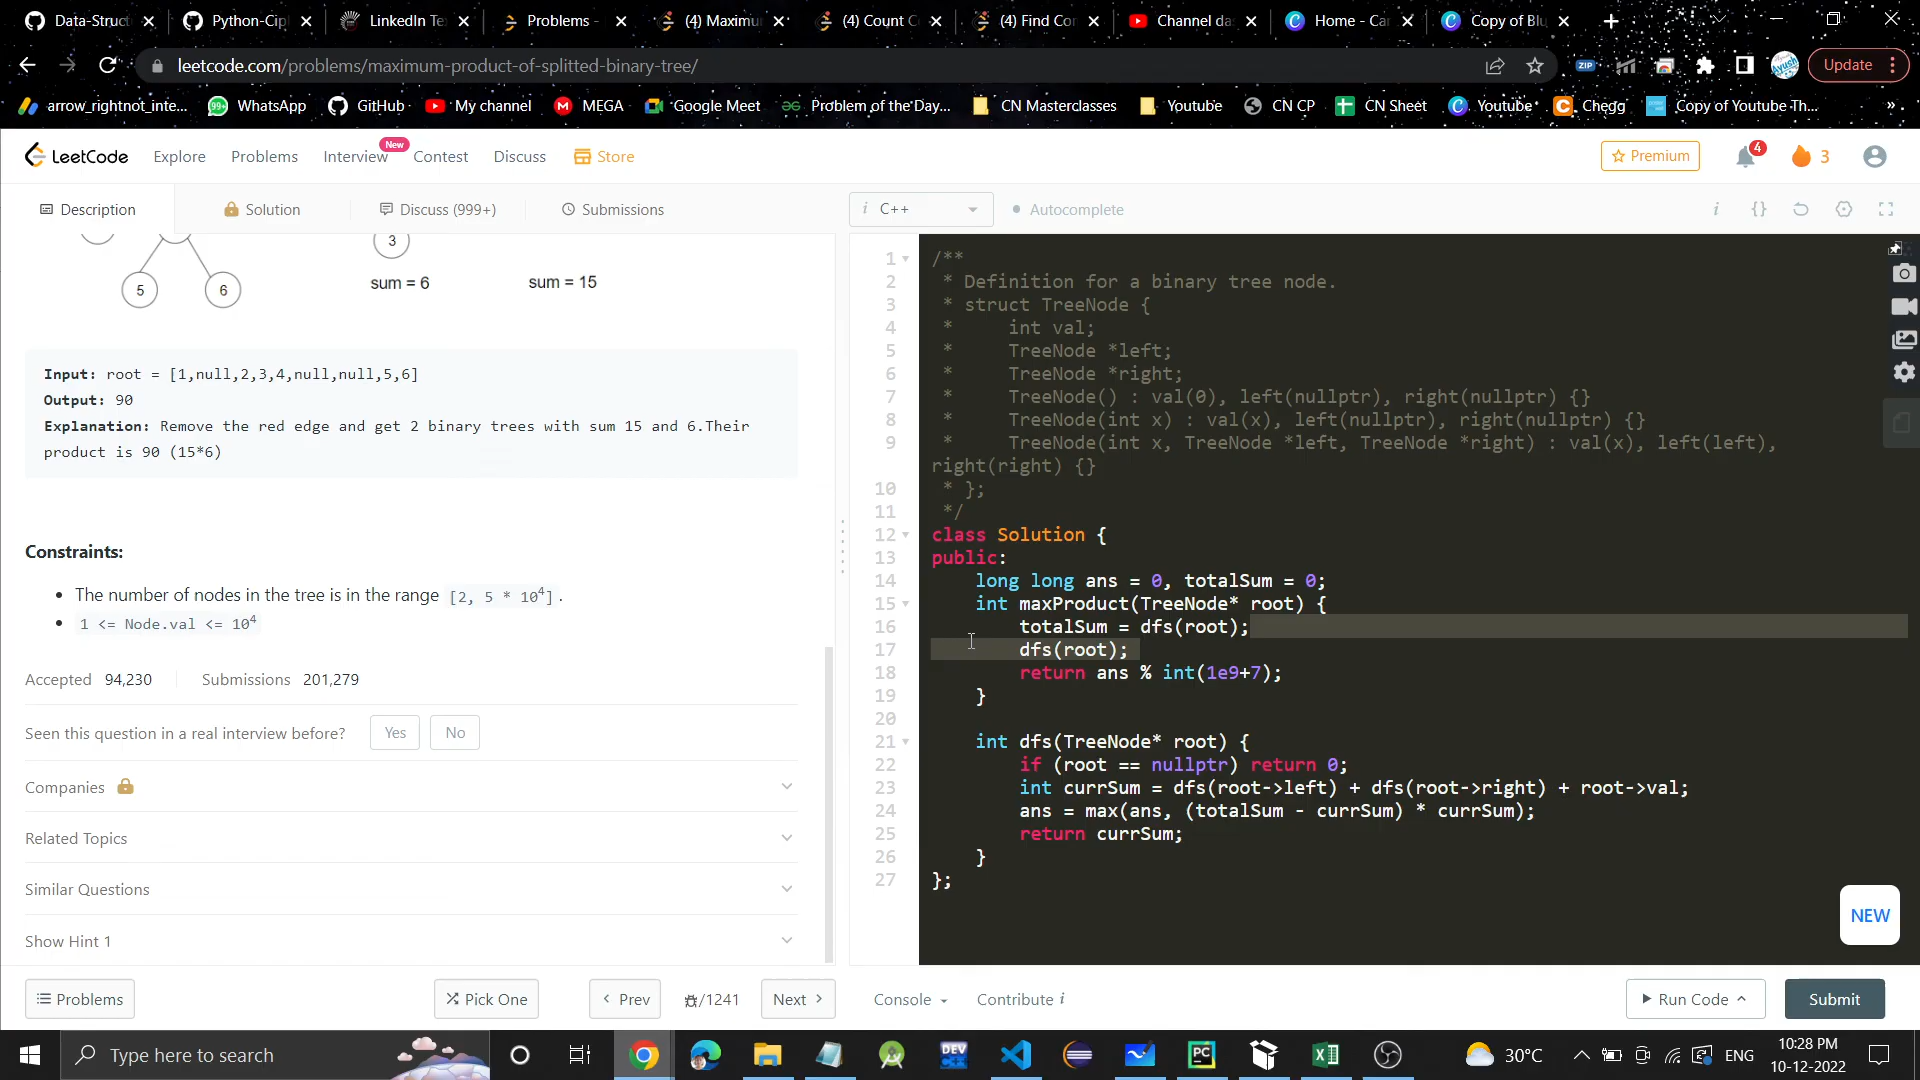 Data-Struct
Python-Cip
LinkedIn Te
Problems -
(4) Maximu
(4) Count C
(4) Find Co
Channel da
Home - Ca
Copy of Blu
leetcode.com/problems/maximum-product-of-splitted-binary-tree/
ZIP
Update
arrow_rightnot_inte...
WhatsApp
GitHub
My channel
MEGA
Google Meet
Problem of the Day...
CN Masterclasses
Youtube
CN CP
CN Sheet
Youtube
Chegg
Copy of Youtube Th...
»
LeetCode
Explore
Problems
Interview
New
Contest
Discuss
Store
Premium
4
3
Description
Solution
Discuss (999+)
Submissions
i C++
Autocomplete
i {}
3
5 6
sum = 6
sum = 15
Input: root = [1,null,2,3,4,null,null,5,6]
Output: 90
Explanation: Remove the red edge and get 2 binary trees with sum 15 and 6.Their
product is 90 (15*6)
Constraints:
• The number of nodes in the tree is in the range [2, 5 * 10⁴].
• 1 <= Node.val <= 10⁴
Accepted 94,230 Submissions 201,279
Seen this question in a real interview before? Yes No
Companies
Related Topics
Similar Questions
Show Hint 1
1 /**
2 * Definition for a binary tree node.
3 * struct TreeNode {
4 * int val;
5 * TreeNode *left;
6 * TreeNode *right;
7 * TreeNode() : val(0), left(nullptr), right(nullptr) {}
8 * TreeNode(int x) : val(x), left(nullptr), right(nullptr) {}
9 * TreeNode(int x, TreeNode *left, TreeNode *right) : val(x), left(left),
right(right) {}
10 * };
11 */
12 class Solution {
13 public:
14 long long ans = 0, totalSum = 0;
15 int maxProduct(TreeNode* root) {
16 totalSum = dfs(root);
17 dfs(root);
18 return ans % int(1e9+7);
19 }
20
21 int dfs(TreeNode* root) {
22 if (root == nullptr) return 0;
23 int currSum = dfs(root->left) + dfs(root->right) + root->val;
24 ans = max(ans, (totalSum - currSum) * currSum);
25 return currSum;
26 }
27 };
NEW
Problems
Pick One
Prev
/1241
Next
Console
Contribute i
Run Code
Submit
Type here to search
DEV
PC
30°C
ENG
10:28 PM
10-12-2022